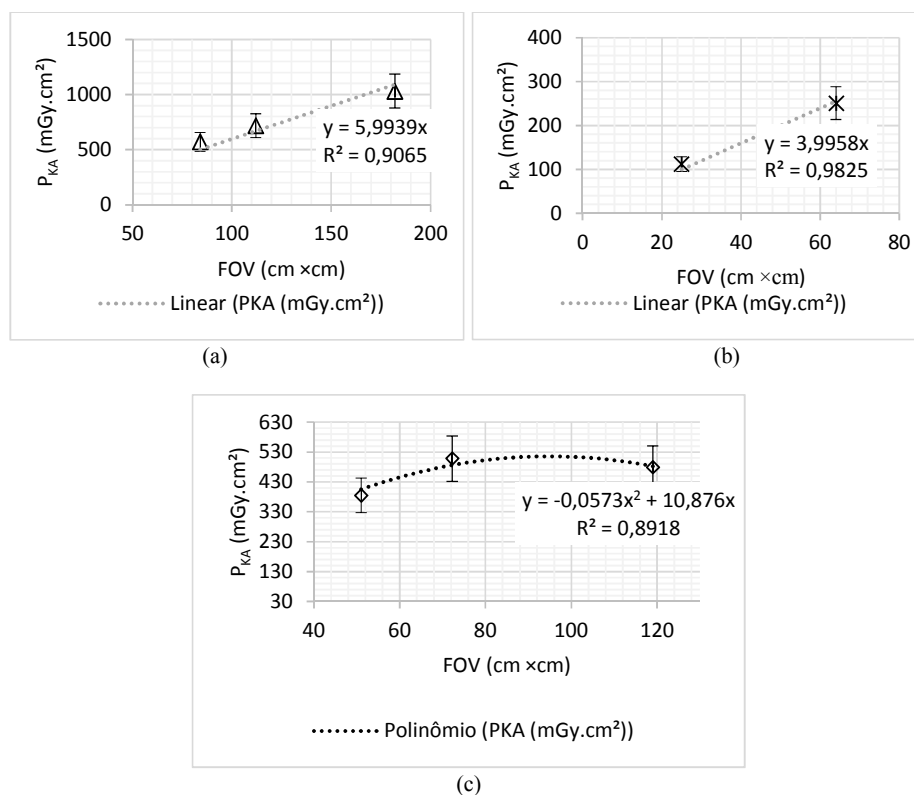 1500
1000
500
0
50 100 150 200
P_KA (mGy.cm²)
FOV (cm ×cm)
y = 5,9939x
R² = 0,9065
Linear (PKA (mGy.cm²))
(a)
400
300
200
100
0
0 20 40 60 80
P_KA (mGy.cm²)
FOV (cm ×cm)
y = 3,9958x
R² = 0,9825
Linear (PKA (mGy.cm²))
(b)
630
530
430
330
230
130
30
40 60 80 100 120
P_KA (mGy.cm²)
FOV (cm ×cm)
y = -0,0573x² + 10,876x
R² = 0,8918
Polinômio (PKA (mGy.cm²))
(c)